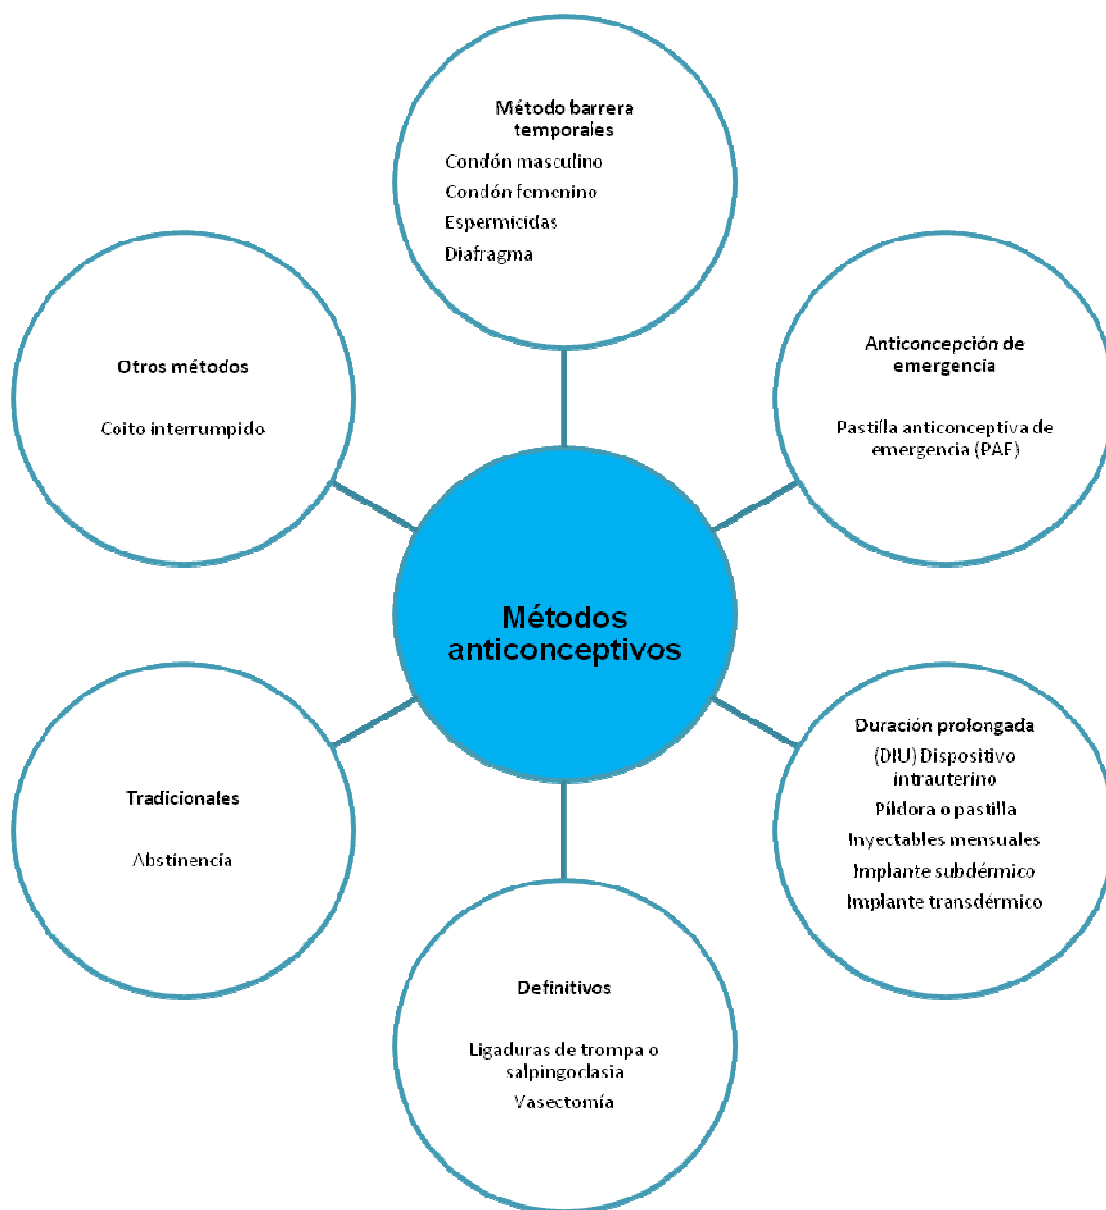 Método barrera
temporales
Condón masculino
Condón femenino
Espermicidas
Diafragma
Anticoncepción de
emergencia
Pastilla anticonceptiva de
emergencia (PAE)
Otros métodos
Coito interrumpido
Métodos
anticonceptivos
Duración prolongada
(DIU) Dispositivo
intrauterino
Píldora o pastilla
Inyectables mensuales
Implante subdérmico
Implante transdérmico
Tradicionales
Abstinencia
Definitivos
Ligaduras de trompa o
salpingoclasia
Vasectomía